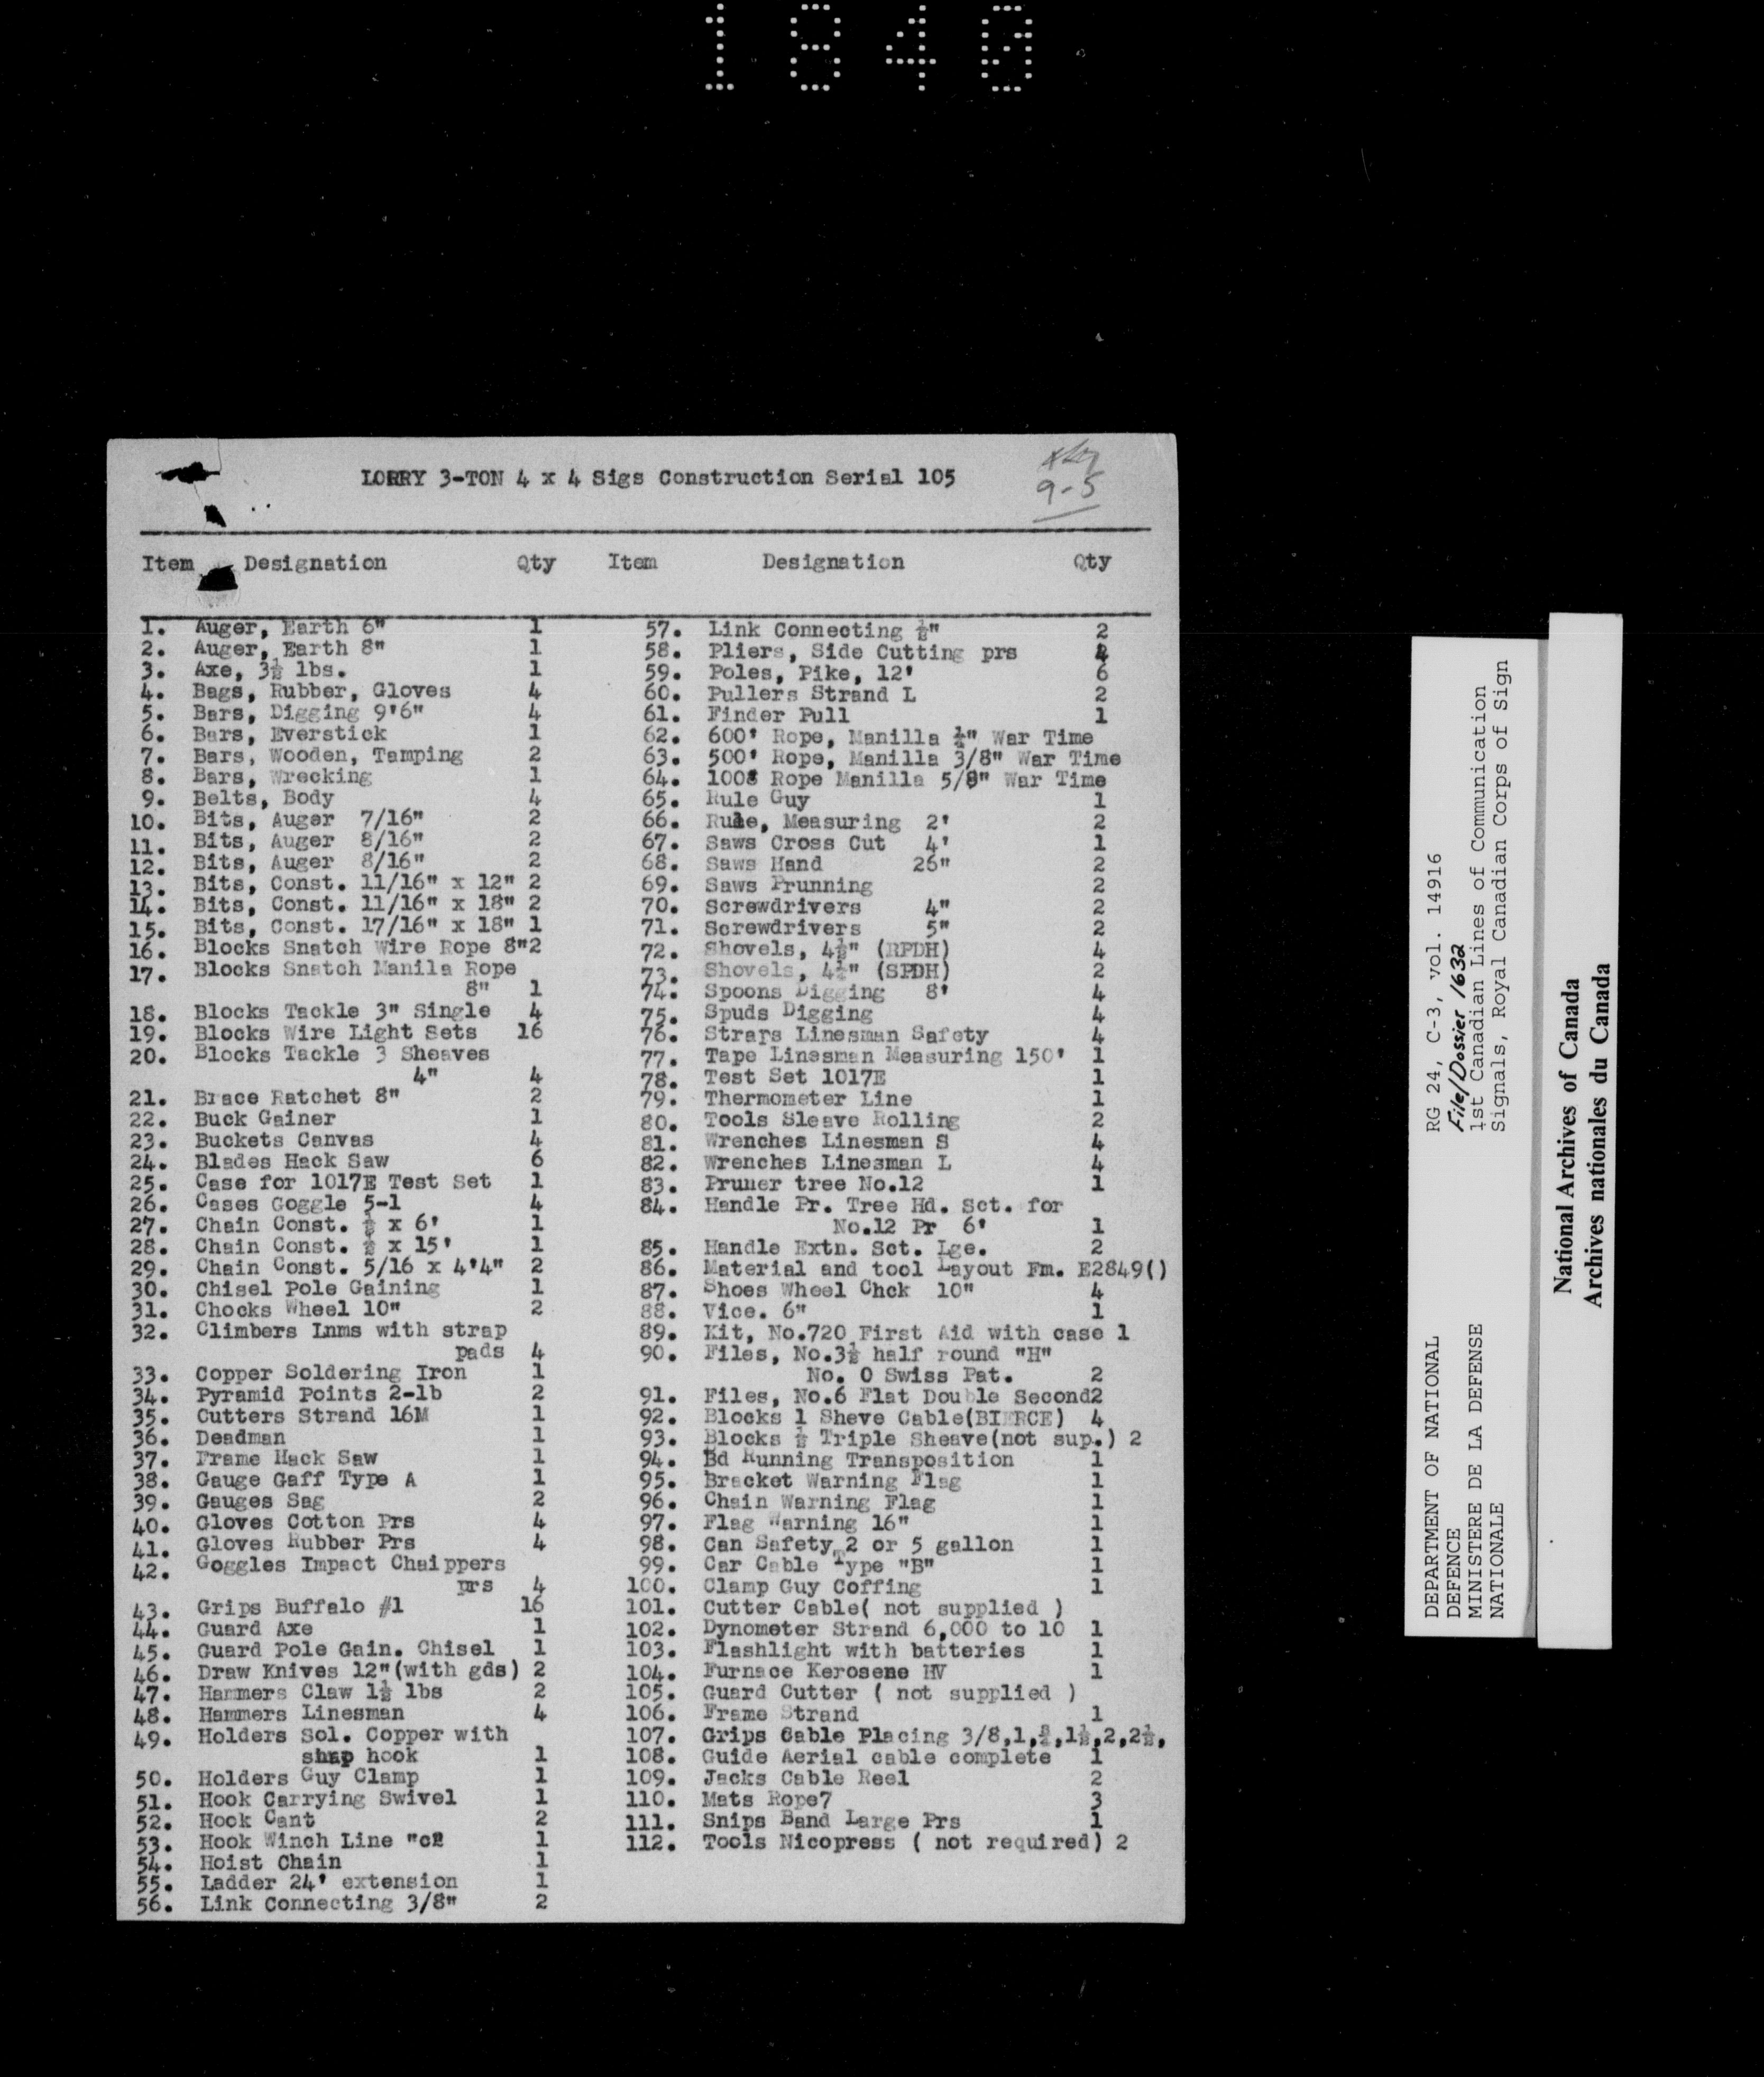 1840
LORRY 3-TON 4 x 4 Sigs Construction Serial 105
9-5
Item Designation Qty Item Designation Qty
1. Auger, Earth 6" 1
2. Auger, Earth 8" 1
3. Axe, 3½ lbs. 1
4. Bags, Rubber, Gloves 4
5. Bars, Digging 9'6" 4
6. Bars, Everstick 1
7. Bars, Wooden, Tamping 2
8. Bars, Wrecking 1
9. Belts, Body 4
10. Bits, Auger 7/16" 2
11. Bits, Auger 8/16" 2
12. Bits, Auger 8/16" 2
13. Bits, Const. 11/16" x 12" 2
14. Bits, Const. 11/16" x 18" 2
15. Bits, Const. 17/16" x 18" 1
16. Blocks Snatch Wire Rope 8"2
17. Blocks Snatch Manila Rope
8" 1
18. Blocks Tackle 3" Single 4
19. Blocks Wire Light Sets 16
20. Blocks Tackle 3 Sheaves
4" 4
21. Brace Ratchet 8" 2
22. Buck Gainer 1
23. Buckets Canvas 4
24. Blades Hack Saw 6
25. Case for 1017E Test Set 1
26. Cases Goggle 5-1 4
27. Chain Const. ½ x 6' 1
28. Chain Const. ½ x 15' 1
29. Chain Const. 5/16 x 4'4" 2
30. Chisel Pole Gaining 1
31. Chocks Wheel 10" 2
32. Climbers Lnms with strap
pads 4
33. Copper Soldering Iron 1
34. Pyramid Points 2-lb 2
35. Cutters Strand 16M 1
36. Deadman 1
37. Frame Hack Saw 1
38. Gauge Gaff Type A 1
39. Gauges Sag 2
40. Gloves Cotton Prs 4
41. Gloves Rubber Prs 4
42. Goggles Impact Chaippers
prs 4
43. Grips Buffalo #1 16
44. Guard Axe 1
45. Guard Pole Gain. Chisel 1
46. Draw Knives 12"(with gds) 2
47. Hammers Claw 1½ lbs 2
48. Hammers Linesman 4
49. Holders Sol. Copper with
snap hook 1
50. Holders Guy Clamp 1
51. Hook Carrying Swivel 1
52. Hook Cant 2
53. Hook Winch Line "c2 1
54. Hoist Chain 1
55. Ladder 24' extension 1
56. Link Connecting 3/8" 2
57. Link Connecting ½" 2
58. Pliers, Side Cutting prs 4
59. Poles, Pike, 12' 6
60. Pullers Strand L 2
61. Finder Pull 1
62. 600' Rope, Manilla ¼" War Time
63. 500' Rope, Manilla 3/8" War Time
64. 1008 Rope Manilla 5/8" War Time
65. Rule Guy 1
66. Rule, Measuring 2' 2
67. Saws Cross Cut 4' 1
68. Saws Hand 26" 2
69. Saws Prunning 2
70. Screwdrivers 4" 2
71. Screwdrivers 5" 2
72. Shovels, 4½" (RPDH) 4
73. Shovels, 4½" (SPDH) 2
74. Spoons Digging 8' 4
75. Spuds Digging 4
76. Straps Linesman Safety 4
77. Tape Linesman Measuring 150' 1
78. Test Set 1017E 1
79. Thermometer Line 1
80. Tools Sleave Rolling 2
81. Wrenches Linesman S 4
82. Wrenches Linesman L 4
83. Pruner tree No.12 1
84. Handle Pr. Tree Hd. Sct. for
No.12 Pr 6' 1
85. Handle Extn. Sct. Lge. 2
86. Material and tool Layout Fm. E2849()
87. Shoes Wheel Chck 10" 4
88. Vice. 6" 1
89. Kit, No.720 First Aid with case 1
90. Files, No.3½ half round "H"
No. 0 Swiss Pat. 2
91. Files, No.6 Flat Double Second2
92. Blocks 1 Sheve Cable(BIERCE) 4
93. Blocks ½ Triple Sheave(not sup.) 2
94. Bd Running Transposition 1
95. Bracket Warning Flag 1
96. Chain Warning Flag 1
97. Flag Warning 16" 1
98. Can Safety 2 or 5 gallon 1
99. Car Cable Type "B" 1
100. Clamp Guy Coffing 1
101. Cutter Cable( not supplied )
102. Dynometer Strand 6,000 to 10 1
103. Flashlight with batteries 1
104. Furnace Kerosene HV 1
105. Guard Cutter ( not supplied )
106. Frame Strand 1
107. Grips Cable Placing 3/8,1,¾,1½,2,2½,
108. Guide Aerial cable complete 1
109. Jacks Cable Reel 2
110. Mats Rope7 3
111. Snips Band Large Prs 1
112. Tools Nicopress ( not required) 2
DEPARTMENT OF NATIONAL
DEFENCE
MINISTERE DE LA DEFENSE
NATIONALE
RG 24, C-3, vol. 14916
File/Dossier 1632
1st Canadian Lines of Communication
Signals, Royal Canadian Corps of Sign
National Archives of Canada
Archives nationales du Canada